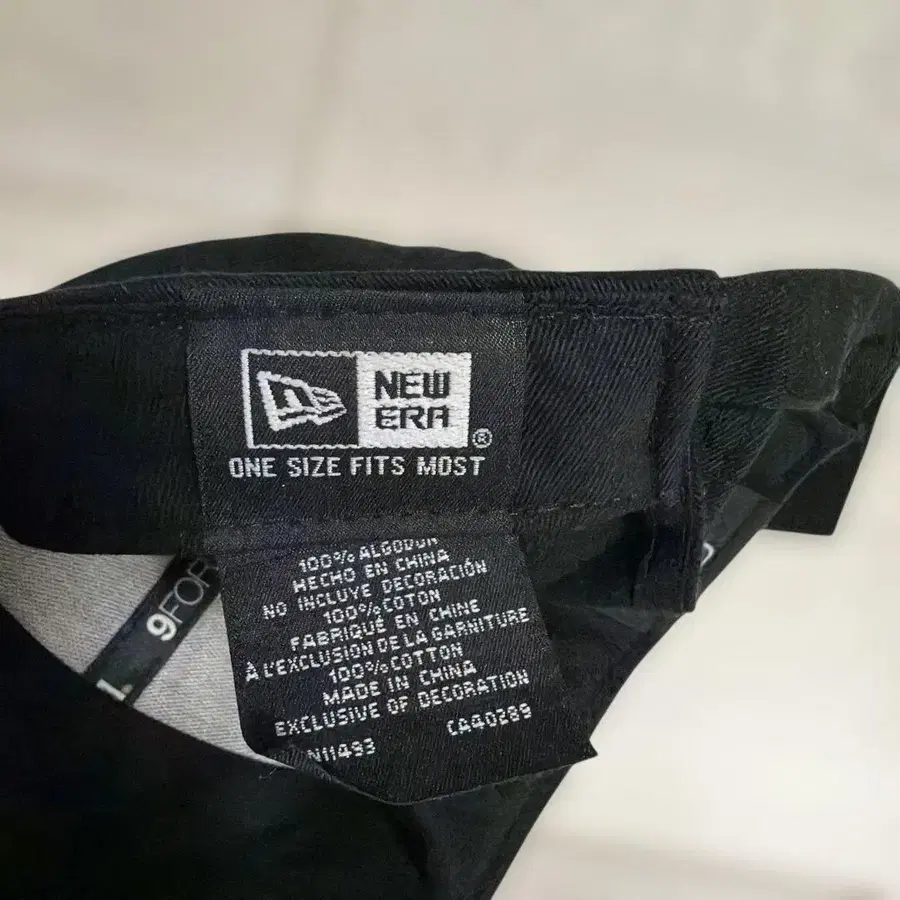 NEW
ERA
®
ONE SIZE FITS MOST
100% ALGODON
HECHO EN CHINA
NO INCLUYE DECORACIÓN
100% COTON
FABRIQUÉ EN CHINE
À L'EXCLUSION DE LA GARNITURE
100% COTTON
MADE IN CHINA
EXCLUSIVE OF DECORATION
N11493 CA40289
9FOR